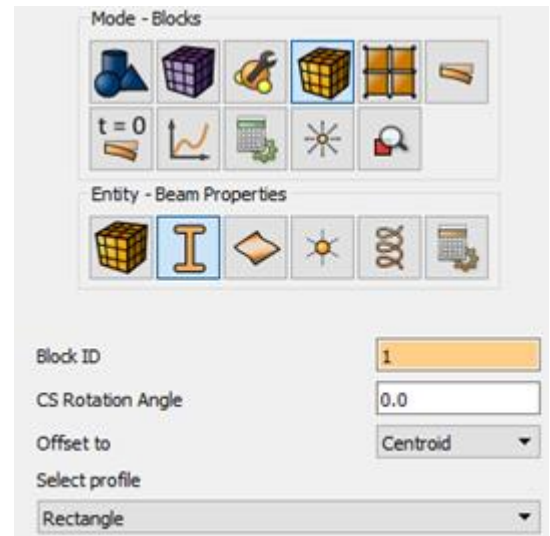 Mode - Blocks
t = 0
Entity - Beam Properties
Block ID 1
CS Rotation Angle 0.0
Offset to Centroid
Select profile
Rectangle